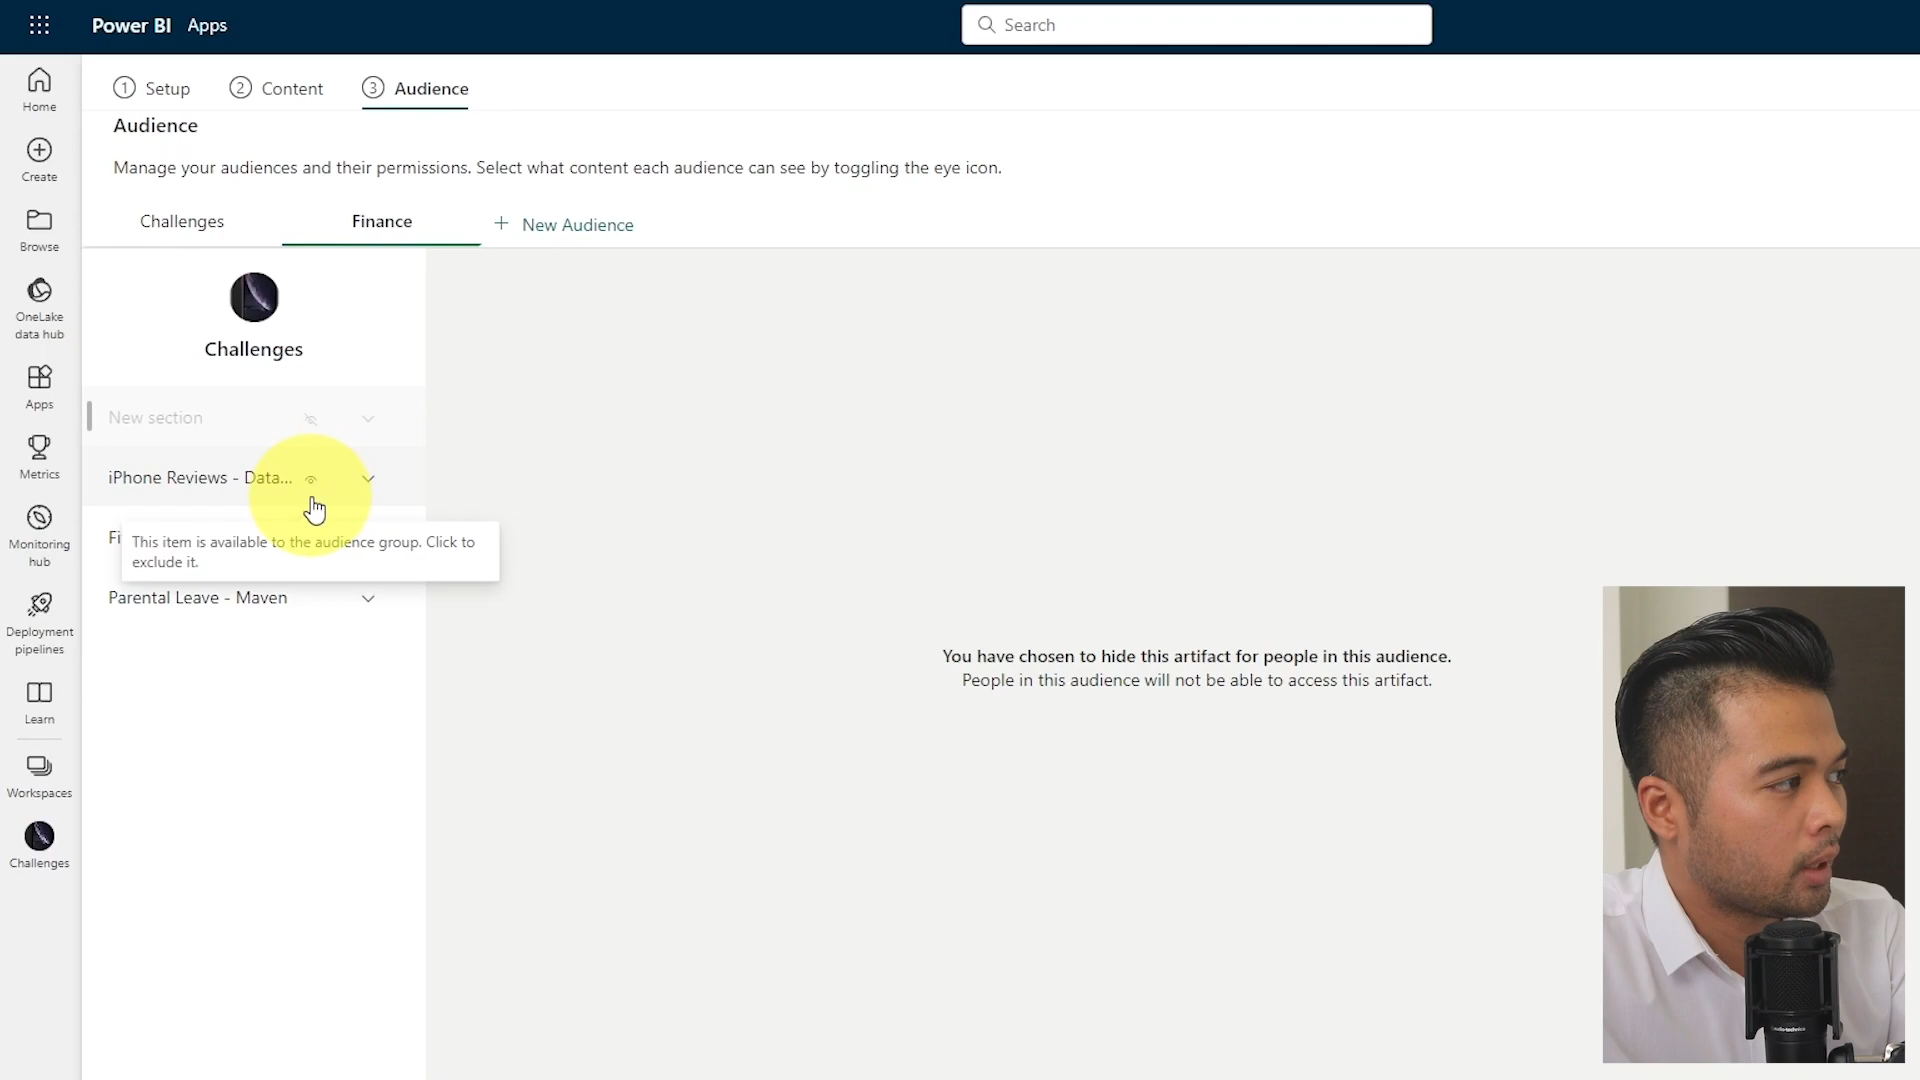 Power BI Apps
Search
Home
Create
Browse
OneLake
data hub
Apps
Metrics
Monitoring
hub
Deployment
pipelines
Learn
Workspaces
Challenges
1 Setup
2 Content
3 Audience
Audience
Manage your audiences and their permissions. Select what content each audience can see by toggling the eye icon.
Challenges
Finance
+ New Audience
Challenges
New section
iPhone Reviews - Data...
Fi
This item is available to the audience group. Click to
exclude it.
Parental Leave - Maven
You have chosen to hide this artifact for people in this audience.
People in this audience will not be able to access this artifact.
audio-technica